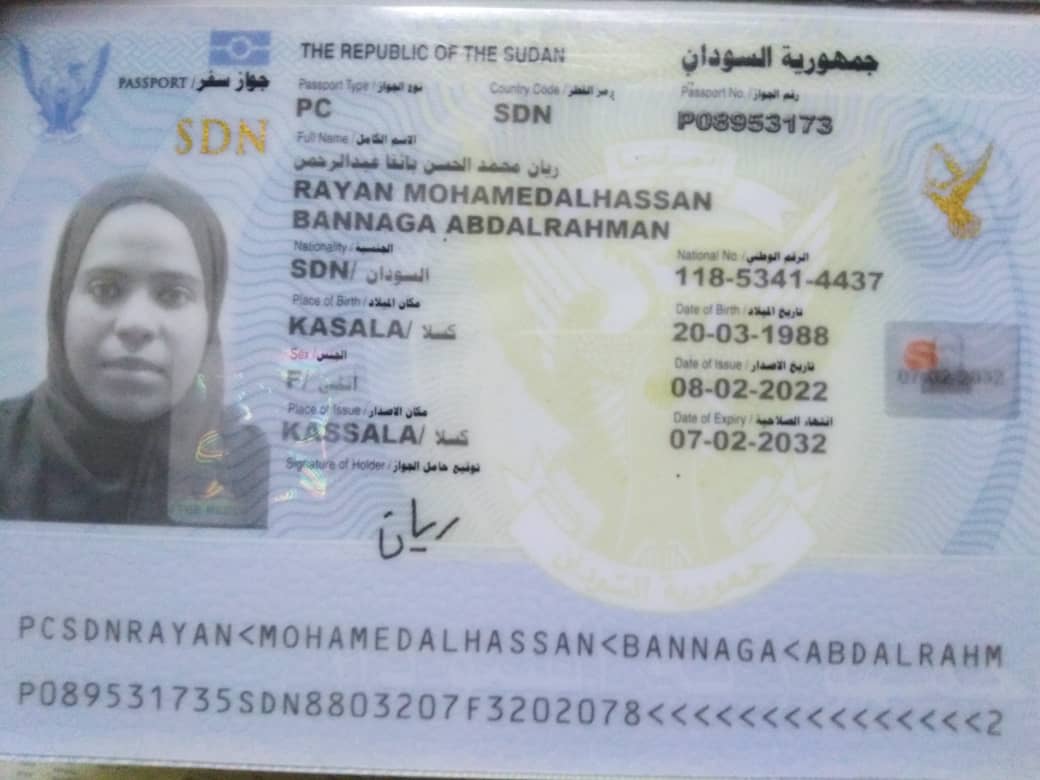 THE REPUBLIC OF THE SUDAN جمهورية السودان
PASSPORT / جواز سفر
SDN
Passport Type / نوع الجواز Country Code / رمز القطر Passport No. / رقم الجواز
PC SDN P08953173
Full Name / الاسم الكامل
ريان محمد الحسن بانقا عبدالرحمن
RAYAN MOHAMEDALHASSAN
BANNAGA ABDALRAHMAN
Nationality / الجنسية National No / الرقم الوطني
SDN/ السودان 118-5341-4437
Place of Birth / مكان الميلاد Date of Birth / تاريخ الميلاد
KASALA/ كسلا 20-03-1988
Sex / الجنس Date of Issue / تاريخ الاصدار
F/ أنثى 08-02-2022
Place of Issue / مكان الاصدار Date of Expiry / انتهاء الصلاحية
KASSALA/ كسلا 07-02-2032
Signature of Holder / توقيع حامل الجواز
ريان
07-02-2032
جمهورية السودان
PCSDNRAYAN<MOHAMEDALHASSAN<BANNAGA<ABDALRAHM
P089531735SDN8803207F3202078<<<<<<<<<<<<<<<2